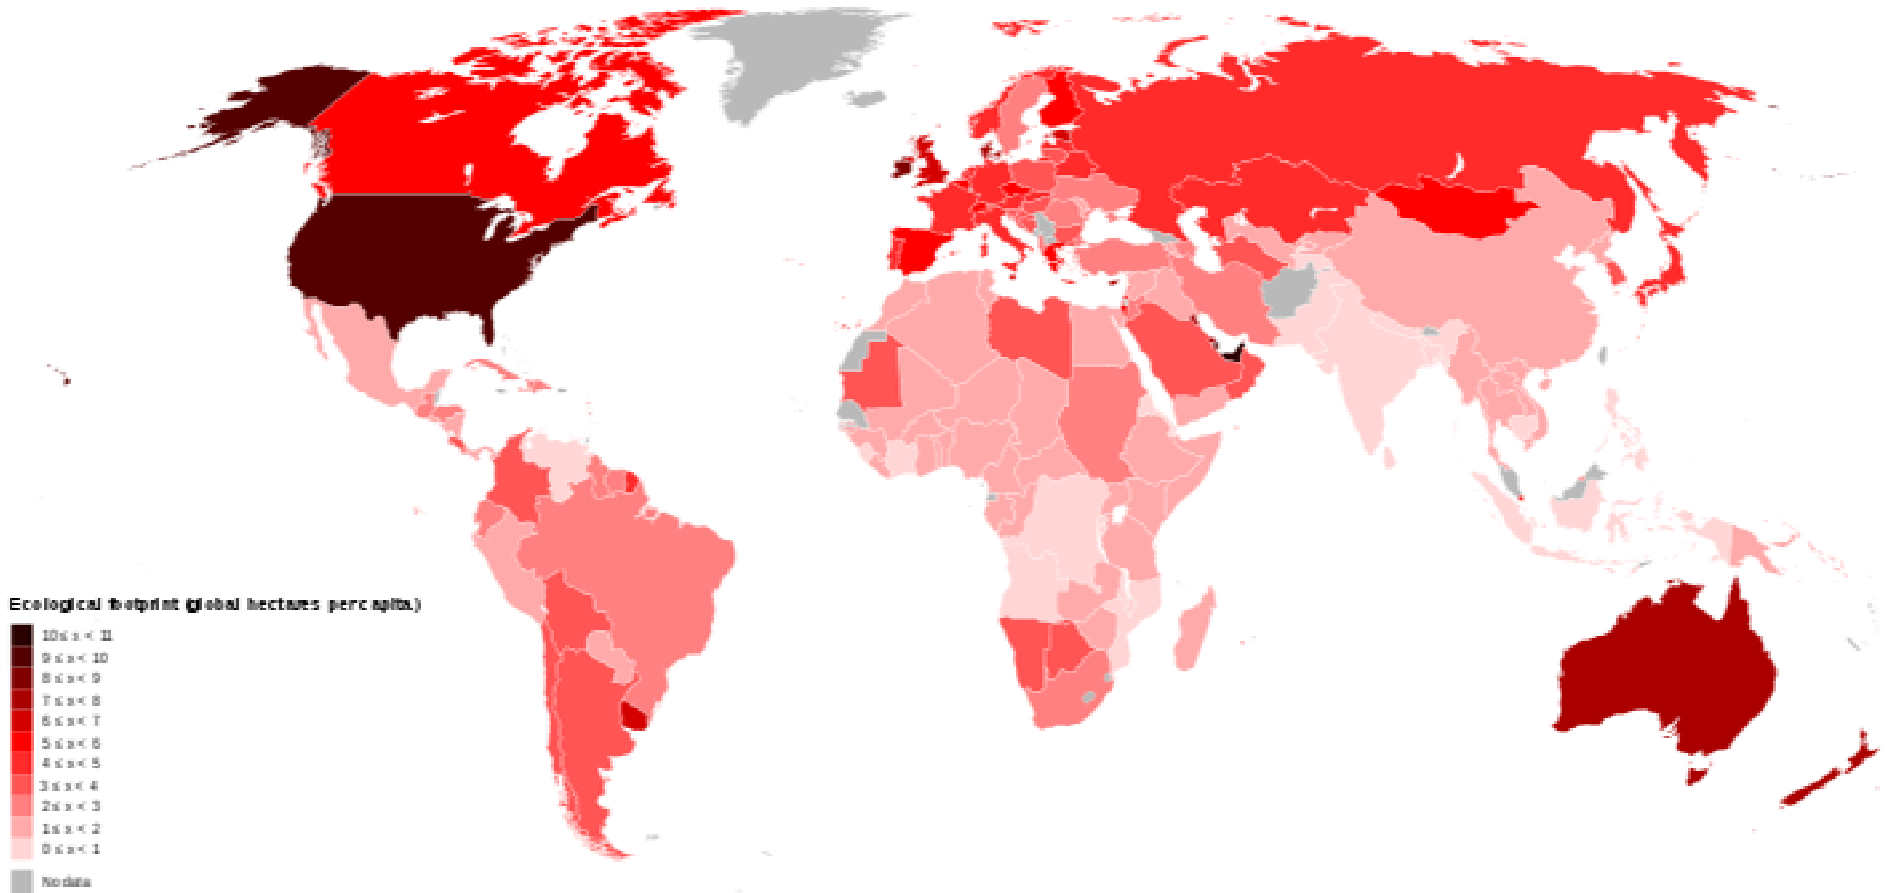 Ecological footprint (global hectares per capita)
10 ≤ x < 11
9 ≤ x < 10
8 ≤ x < 9
7 ≤ x < 8
6 ≤ x < 7
5 ≤ x < 6
4 ≤ x < 5
3 ≤ x < 4
2 ≤ x < 3
1 ≤ x < 2
0 ≤ x < 1
No data